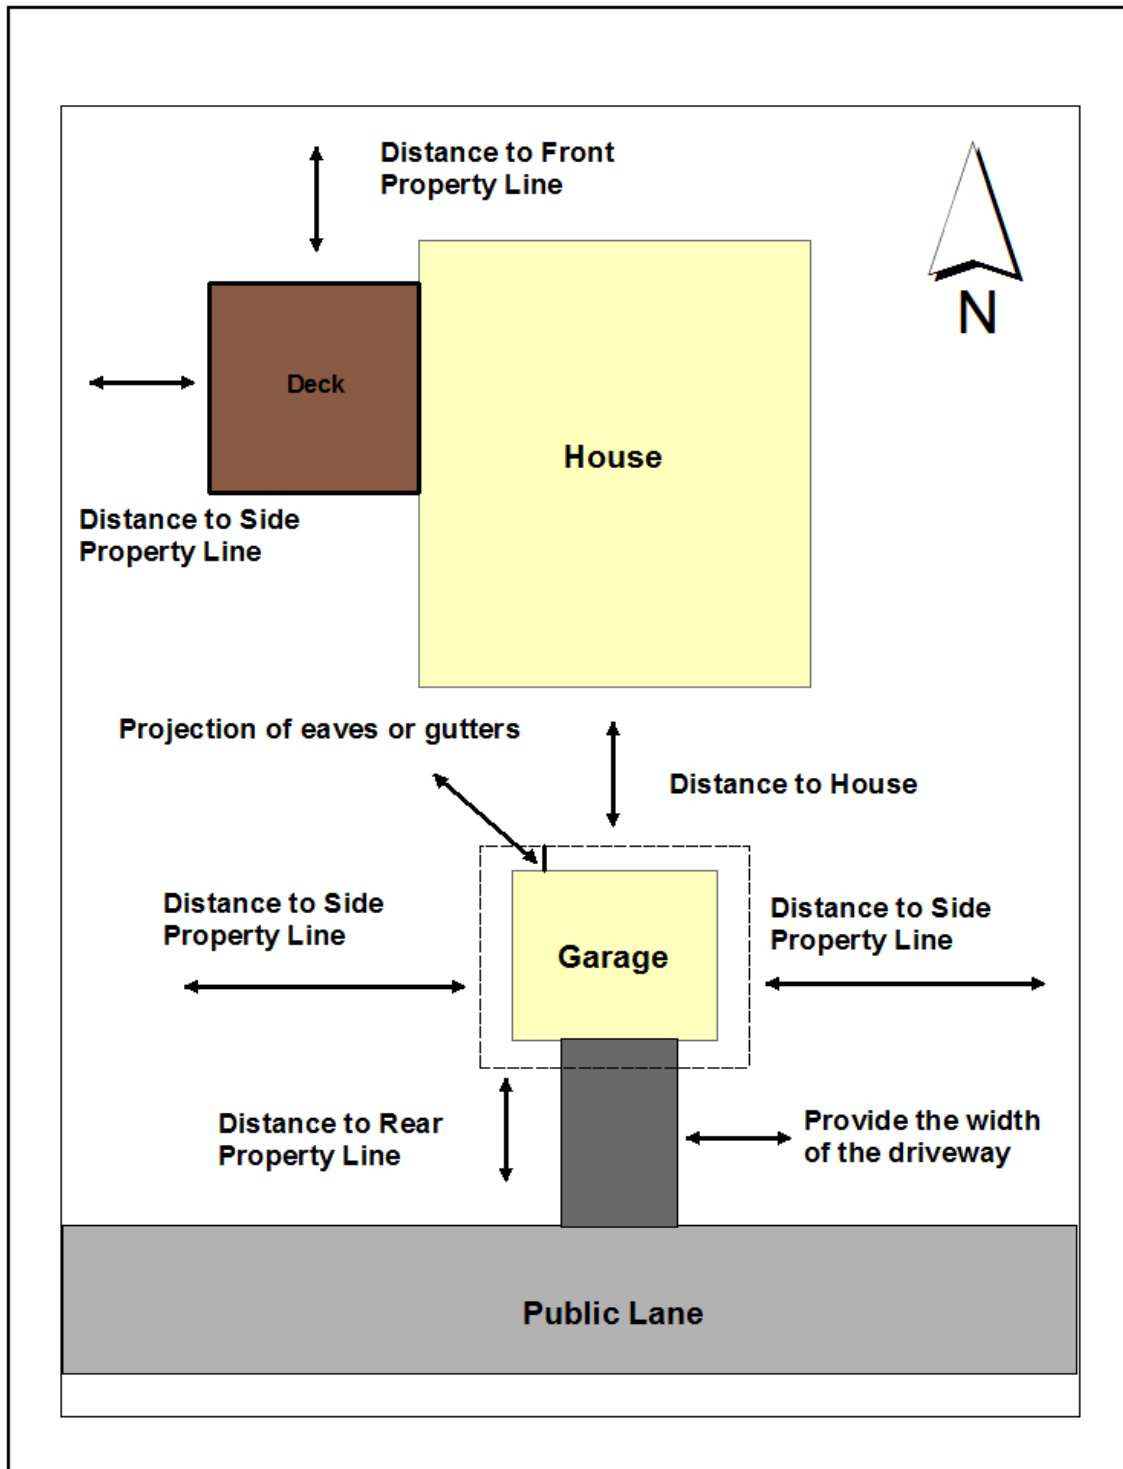 Distance to Front
Property Line
N
Deck
House
Distance to Side
Property Line
Projection of eaves or gutters
Distance to House
Distance to Side
Property Line
Distance to Side
Property Line
Garage
Distance to Rear
Property Line
Provide the width
of the driveway
Public Lane